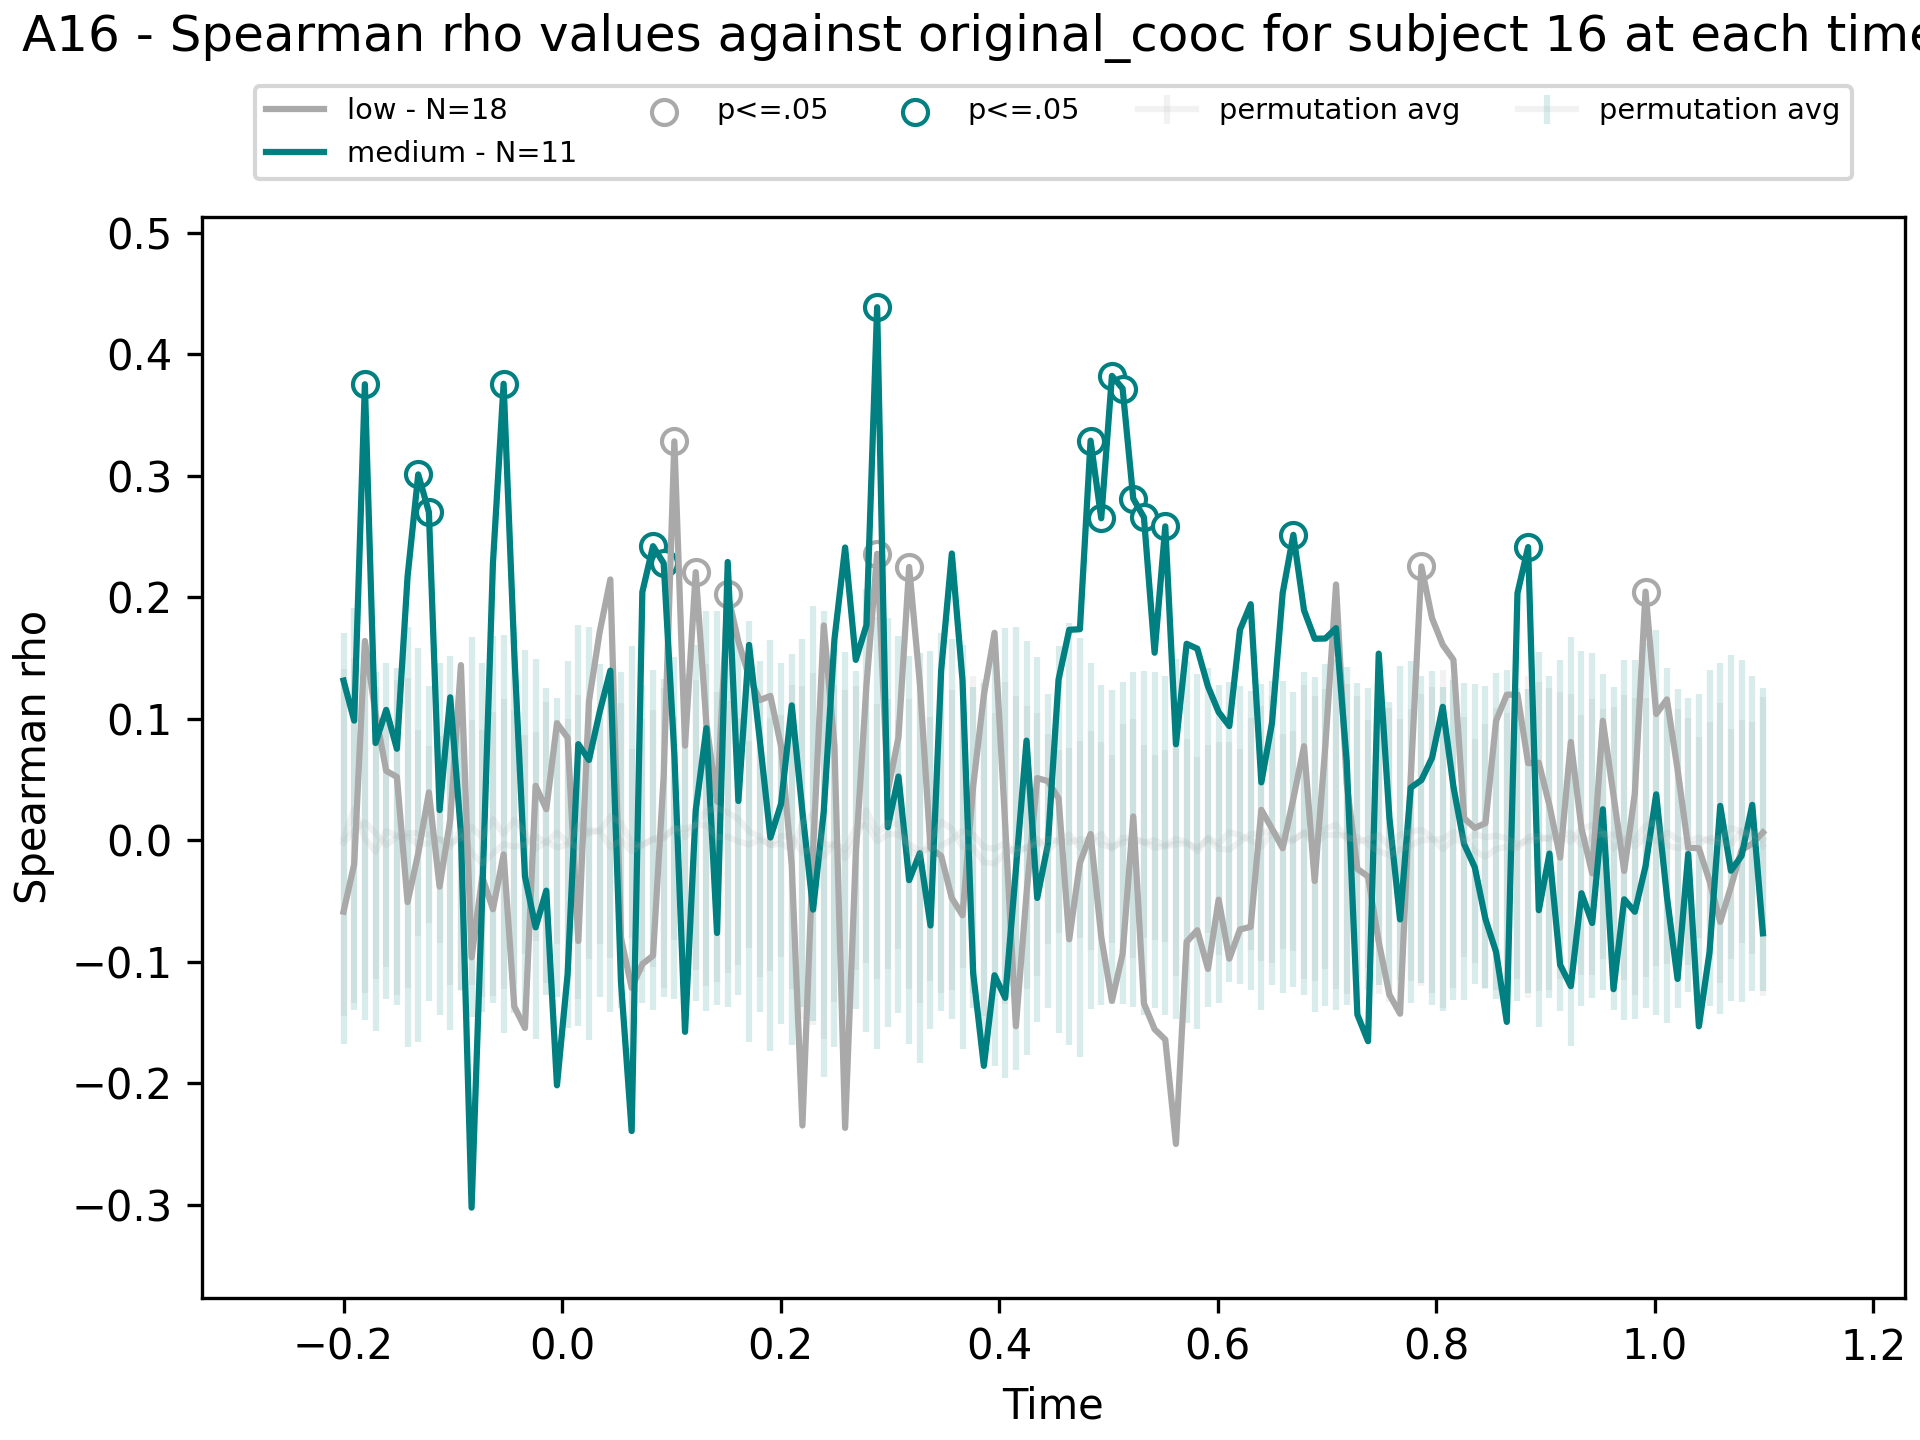 A16 - Spearman rho values against original_cooc for subject 16 at each time
low - N=18
medium - N=11
p<=.05
p<=.05
permutation avg
permutation avg
Spearman rho
0.5
0.4
0.3
0.2
0.1
0.0
−0.1
−0.2
−0.3
−0.2 0.0 0.2 0.4 0.6 0.8 1.0 1.2
Time